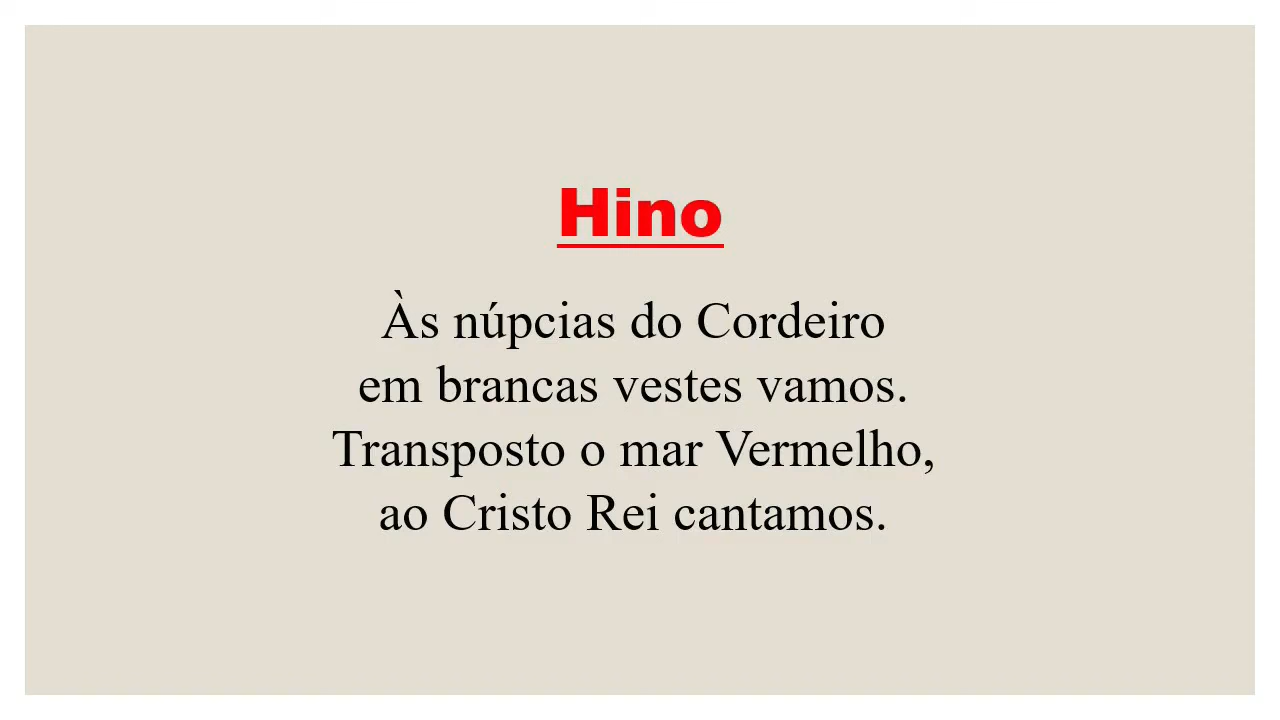 Hino
Às núpcias do Cordeiro
em brancas vestes vamos.
Transposto o mar Vermelho,
ao Cristo Rei cantamos.